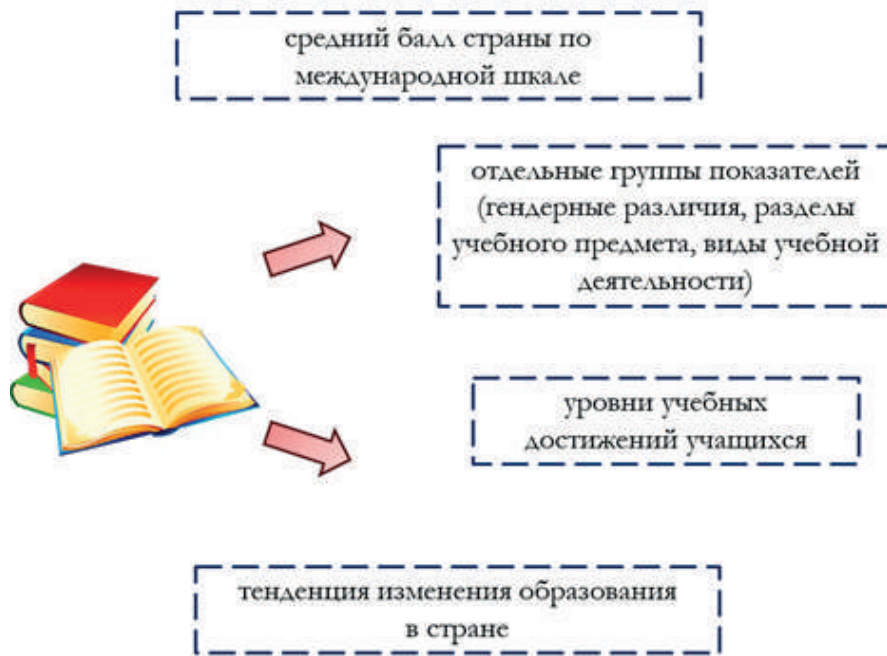 средний балл страны по
международной шкале
отдельные группы показателей
(гендерные различия, разделы
учебного предмета, виды учебной
деятельности)
уровни учебных
достижений учащихся
тенденция изменения образования
в стране